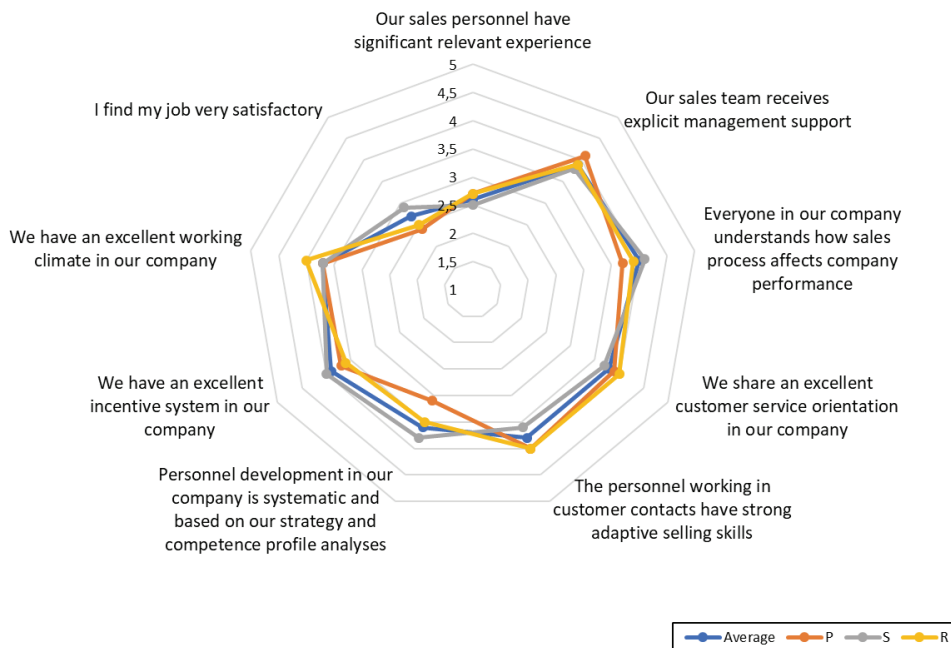 Our sales personnel have
significant relevant experience
5
4,5
4
3,5
3
2,5
2
1,5
1
Our sales team receives
explicit management support
Everyone in our company
understands how sales
process affects company
performance
We share an excellent
customer service orientation
in our company
The personnel working in
customer contacts have strong
adaptive selling skills
Personnel development in our
company is systematic and
based on our strategy and
competence profile analyses
We have an excellent
incentive system in our
company
We have an excellent working
climate in our company
I find my job very satisfactory
Average P S R